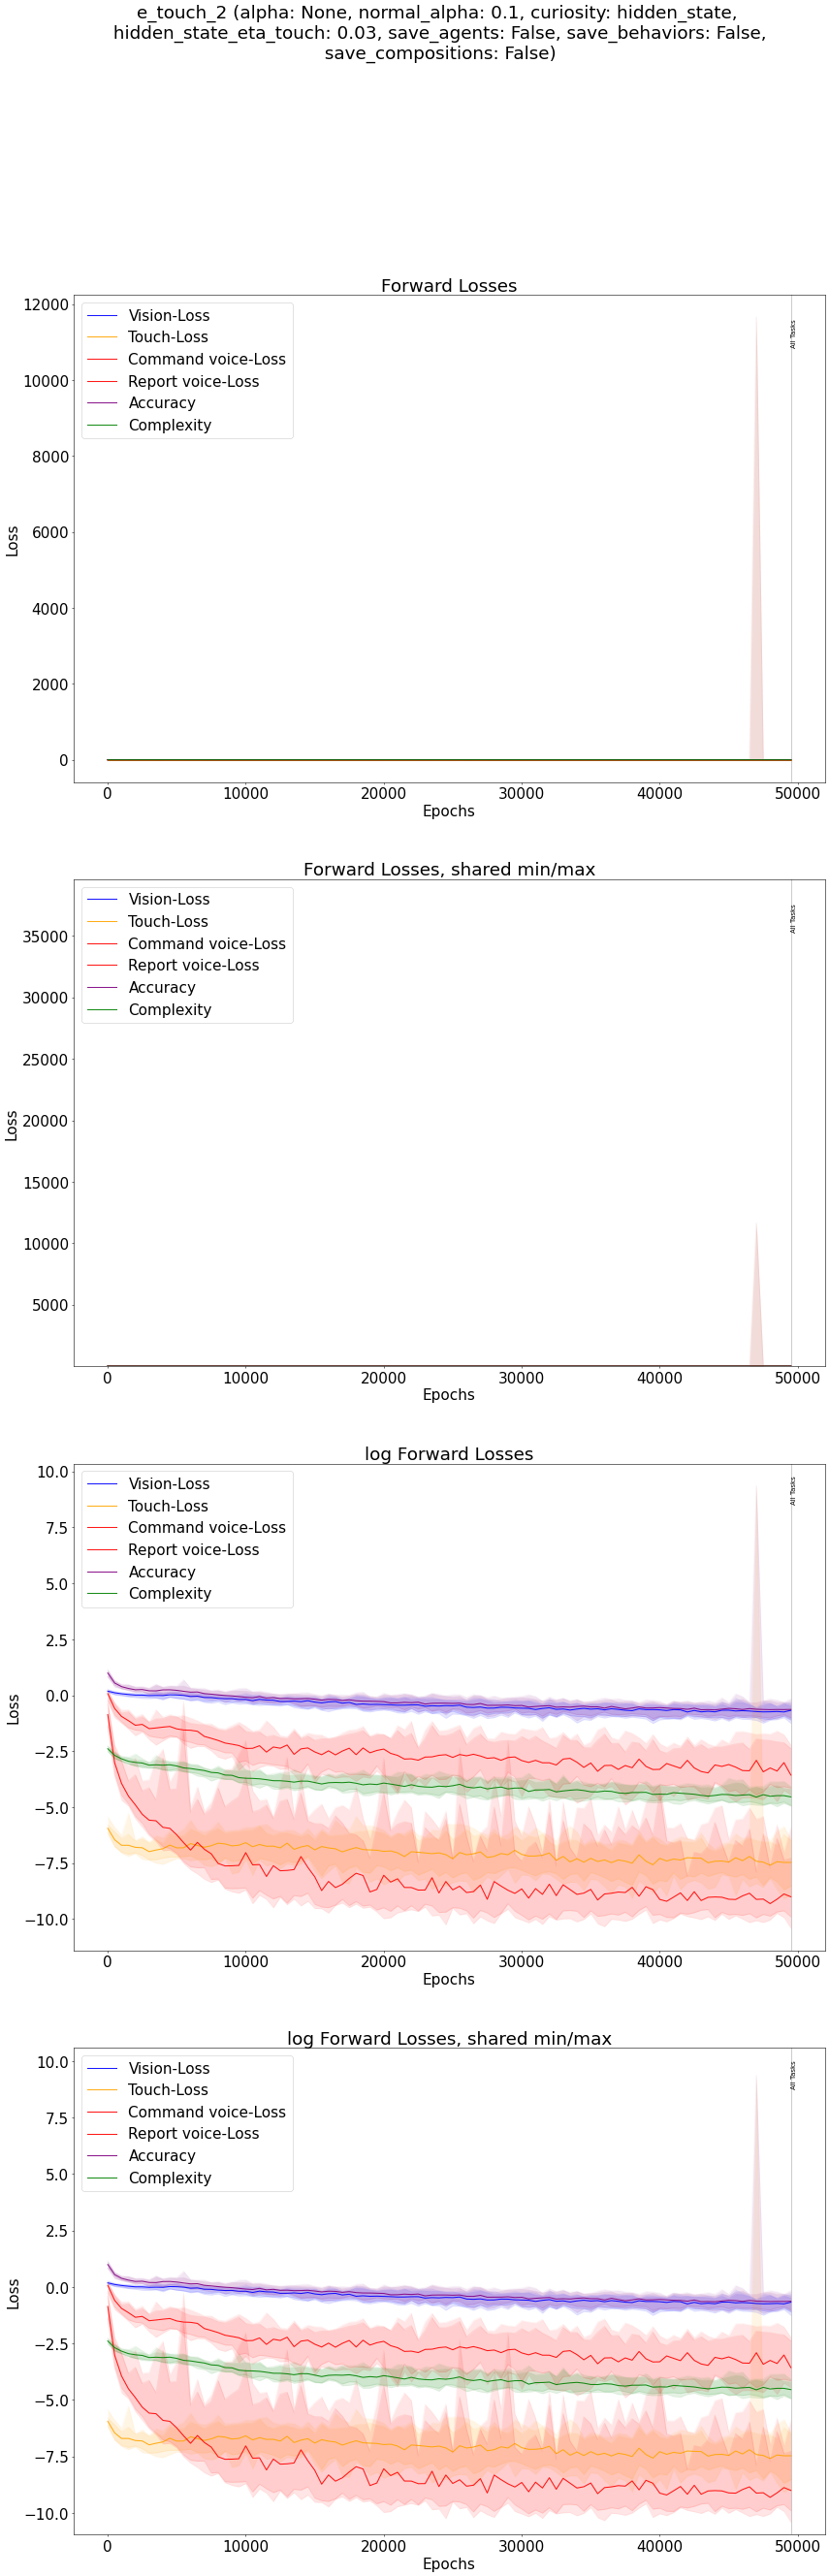 e_touch_2 (alpha: None, normal_alpha: 0.1, curiosity: hidden_state,
hidden_state_eta_touch: 0.03, save_agents: False, save_behaviors: False,
save_compositions: False)
Forward Losses
12000
10000
8000
6000
4000
2000
0
Loss
Vision-Loss
Touch-Loss
Command voice-Loss
Report voice-Loss
Accuracy
Complexity
All Tasks
0 10000 20000 30000 40000 50000
Epochs
Forward Losses, shared min/max
35000
30000
25000
20000
15000
10000
5000
Loss
Vision-Loss
Touch-Loss
Command voice-Loss
Report voice-Loss
Accuracy
Complexity
All Tasks
0 10000 20000 30000 40000 50000
Epochs
log Forward Losses
10.0
7.5
5.0
2.5
0.0
−2.5
−5.0
−7.5
−10.0
Loss
Vision-Loss
Touch-Loss
Command voice-Loss
Report voice-Loss
Accuracy
Complexity
All Tasks
0 10000 20000 30000 40000 50000
Epochs
log Forward Losses, shared min/max
10.0
7.5
5.0
2.5
0.0
−2.5
−5.0
−7.5
−10.0
Loss
Vision-Loss
Touch-Loss
Command voice-Loss
Report voice-Loss
Accuracy
Complexity
All Tasks
0 10000 20000 30000 40000 50000
Epochs